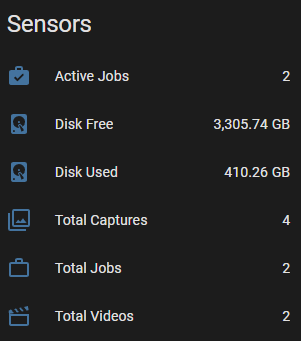 Sensors
Active Jobs 2
Disk Free 3,305.74 GB
Disk Used 410.26 GB
Total Captures 4
Total Jobs 2
Total Videos 2